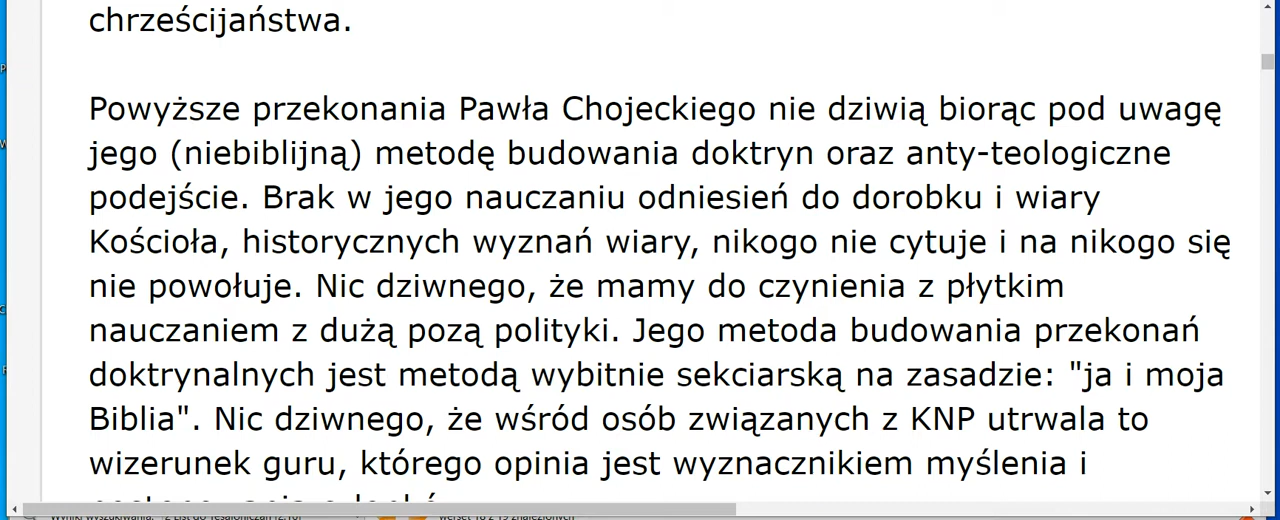 chrześcijaństwa.
Powyższe przekonania Pawła Chojeckiego nie dziwią biorąc pod uwagę
jego (niebiblijną) metodę budowania doktryn oraz anty-teologiczne
podejście. Brak w jego nauczaniu odniesień do dorobku i wiary
Kościoła, historycznych wyznań wiary, nikogo nie cytuje i na nikogo się
nie powołuje. Nic dziwnego, że mamy do czynienia z płytkim
nauczaniem z dużą pozą polityki. Jego metoda budowania przekonań
doktrynalnych jest metodą wybitnie sekciarską na zasadzie: "ja i moja
Biblia". Nic dziwnego, że wśród osób związanych z KNP utrwala to
wizerunek guru, którego opinia jest wyznacznikiem myślenia i